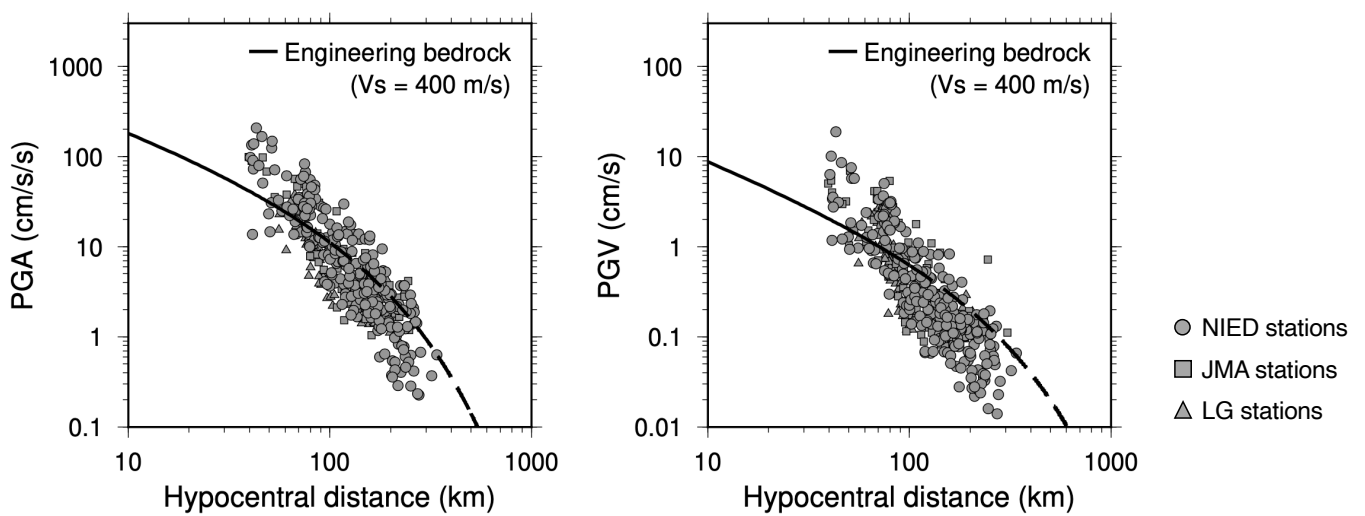 Engineering bedrock
(Vs = 400 m/s)
1000
100
10
1
0.1
PGA (cm/s/s)
10
100
1000
Hypocentral distance (km)
Engineering bedrock
(Vs = 400 m/s)
100
10
1
0.1
0.01
PGV (cm/s)
10
100
1000
Hypocentral distance (km)
NIED stations
JMA stations
LG stations